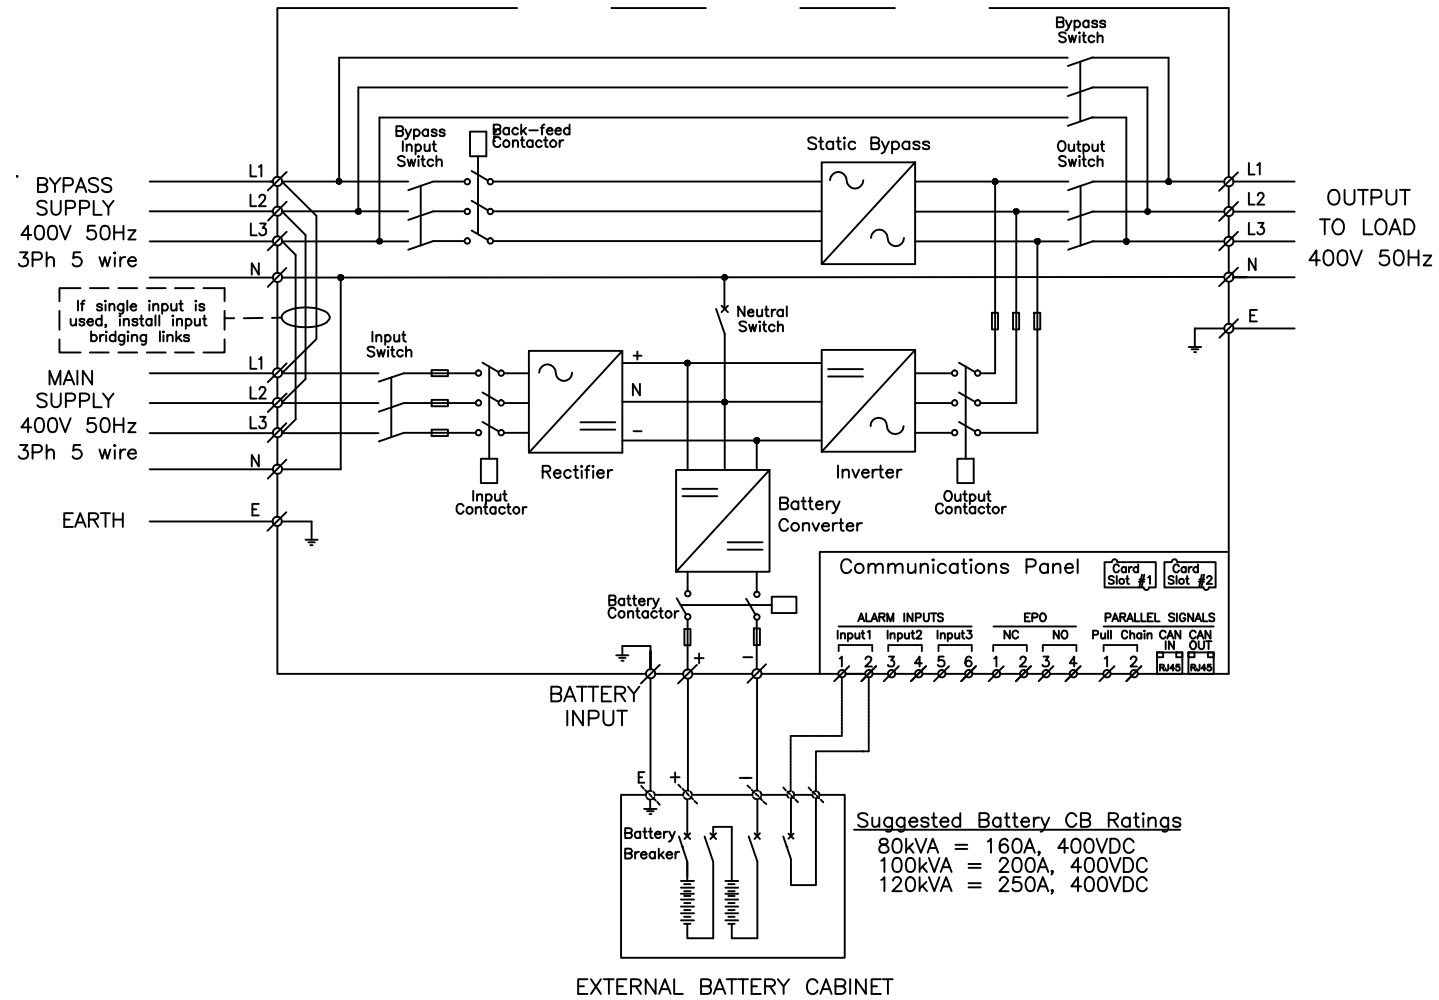 Bypass
Switch
Bypass
Input
Switch
Back-feed
Contactor
Static Bypass
Output
Switch
BYPASS
SUPPLY
400V 50Hz
3Ph 5 wire
L1
L2
L3
N
L1
L2
L3
N
E
OUTPUT
TO LOAD
400V 50Hz
If single input is
used, install input
bridging links
Neutral
Switch
Input
Switch
MAIN
SUPPLY
400V 50Hz
3Ph 5 wire
L1
L2
L3
N
+
N
-
Rectifier
Inverter
Input
Contactor
Output
Contactor
EARTH
E
Battery
Converter
Battery
Contactor
Communications Panel
Card
Slot #1
Card
Slot #2
ALARM INPUTS
EPO
PARALLEL SIGNALS
Input1 Input2 Input3
NC NO
Pull Chain
CAN
IN
CAN
OUT
1 2 3 4 5 6
1 2 3 4
1 2
RJ45
RJ45
+
-
BATTERY
INPUT
E + -
Battery
Breaker
Suggested Battery CB Ratings
80kVA = 160A, 400VDC
100kVA = 200A, 400VDC
120kVA = 250A, 400VDC
EXTERNAL BATTERY CABINET